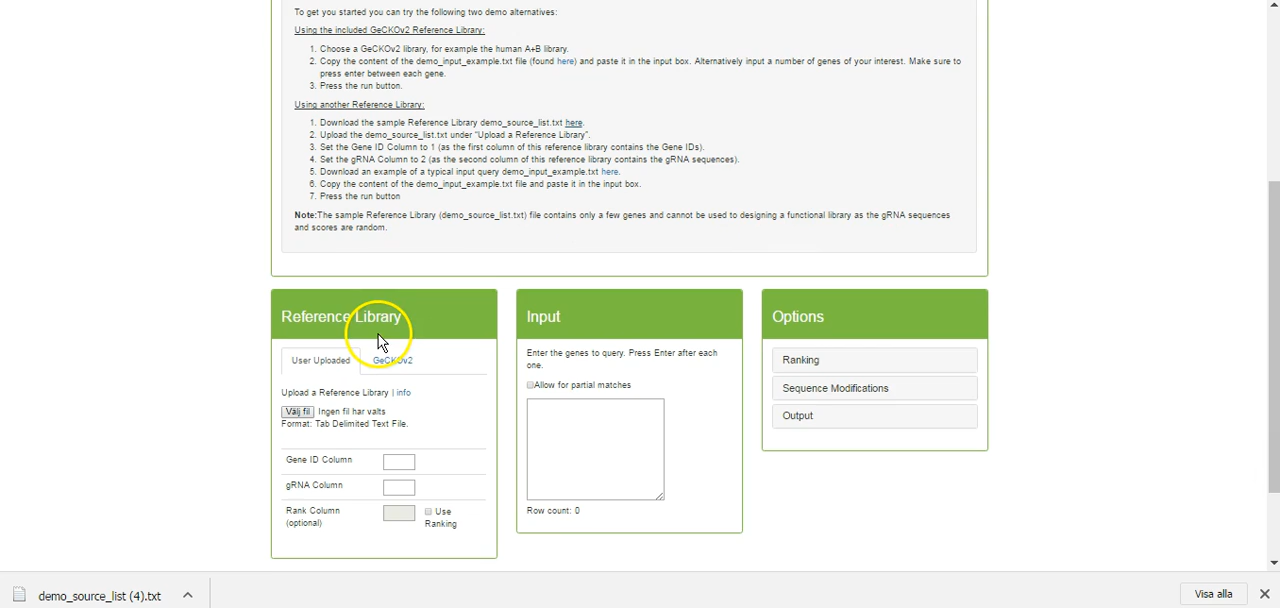 To get you started you can try the following two demo alternatives:
Using the included GeCKOv2 Reference Library:
1. Choose a GeCKOv2 library, for example the human A+B library.
2. Copy the content of the demo_input_example.txt file (found here) and paste it in the input box. Alternatively input a number of genes of your interest. Make sure to
press enter between each gene.
3. Press the run button.
Using another Reference Library:
1. Download the sample Reference Library demo_source_list.txt here.
2. Upload the demo_source_list.txt under "Upload a Reference Library".
3. Set the Gene ID Column to 1 (as the first column of this reference library contains the Gene IDs).
4. Set the gRNA Column to 2 (as the second column of this reference library contains the gRNA sequences).
5. Download an example of a typical input query demo_input_example.txt here.
6. Copy the content of the demo_input_example.txt file and paste it in the input box.
7. Press the run button
Note:The sample Reference Library (demo_source_list.txt) file contains only a few genes and cannot be used to designing a functional library as the gRNA sequences
and scores are random.
Reference Library
User Uploaded GeCKOv2
Upload a Reference Library | info
Välj fil Ingen fil har valts
Format: Tab Delimited Text File.
Gene ID Column
gRNA Column
Rank Column
(optional)
Use
Ranking
Input
Enter the genes to query. Press Enter after each
one.
Allow for partial matches
Row count: 0
Options
Ranking
Sequence Modifications
Output
demo_source_list (4).txt
Visa alla